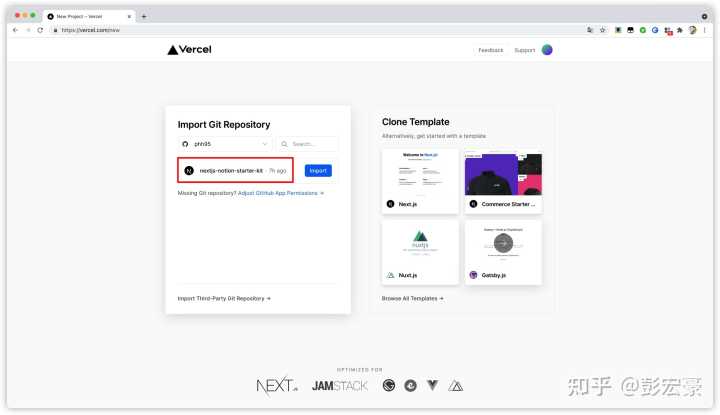 New Project – Vercel
https://vercel.com/new
Vercel
Feedback
Support
Import Git Repository
phh95
Search...
nextjs-notion-starter-kit · 7h ago
Import
Missing Git repository? Adjust GitHub App Permissions →
Import Third-Party Git Repository →
Clone Template
Alternatively, get started with a template
Welcome to Next.js!
Next.js
Commerce Starter ...
nuxtjs
Nuxt.js
Gatsby.js
Browse All Templates →
OPTIMIZED FOR
NEXT.JS
JAMSTACK
知乎 @彭宏豪